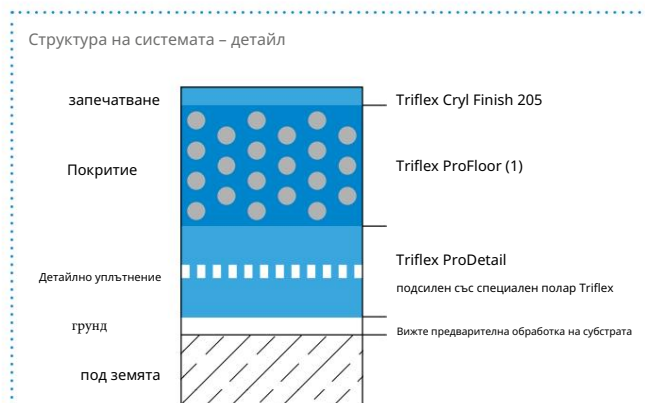 Структура на системата – детайл
запечатване
Triflex Cryl Finish 205
Покритие
Triflex ProFloor (1)
Детайлно уплътнение
Triflex ProDetail
подсилен със специален полар Triflex
грунд
Вижте предварителна обработка на субстрата
под земята